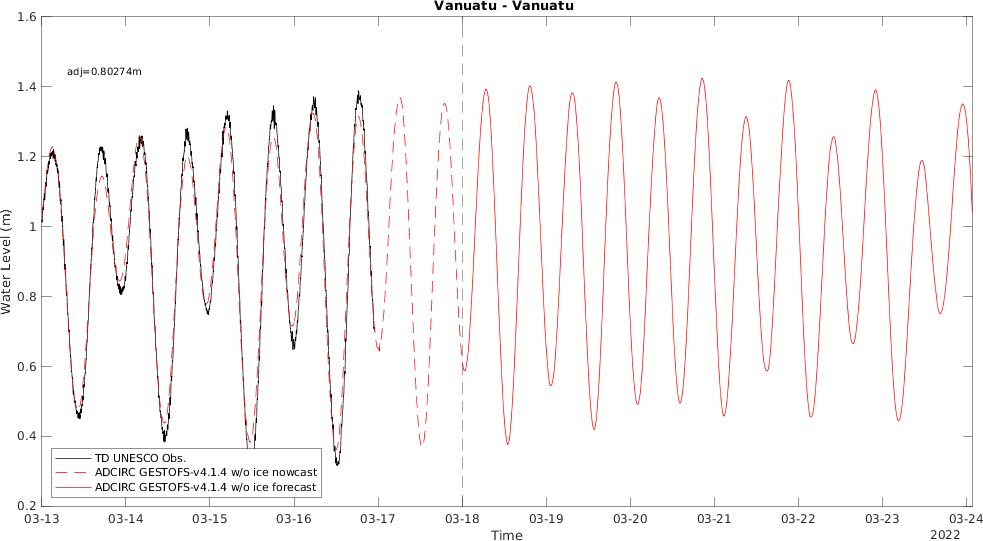 Vanuatu - Vanuatu
1.6
adj=0.80274m
1.4
1.2
1
0.8
0.6
0.4
0.2
Water Level (m)
TD UNESCO Obs.
ADCIRC GESTOFS-v4.1.4 w/o ice nowcast
ADCIRC GESTOFS-v4.1.4 w/o ice forecast
03-13 03-14 03-15 03-16 03-17 03-18 03-19 03-20 03-21 03-22 03-23 03-24
Time
2022